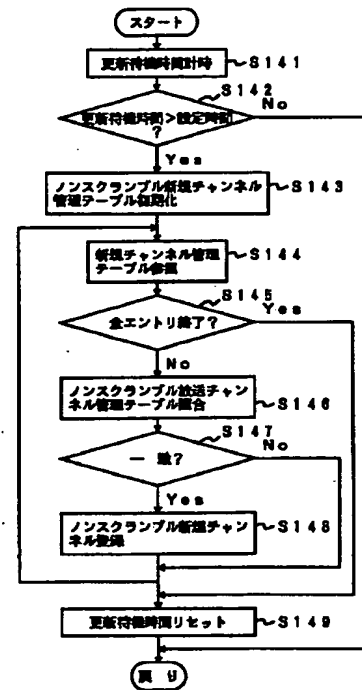 スタート
更新待機時間計時
S141
S142
更新待機時間>設定時間
?
No
Yes
ノンスクランブル新規チャンネル
管理テーブル初期化
S143
新規チャンネル管理
テーブル参照
S144
S145
全エントリ終了?
Yes
No
ノンスクランブル放送チャン
ネル管理テーブル照合
S146
S147
一致?
No
Yes
ノンスクランブル新規チャン
ネル登録
S148
更新待機時間リセット
S149
戻り